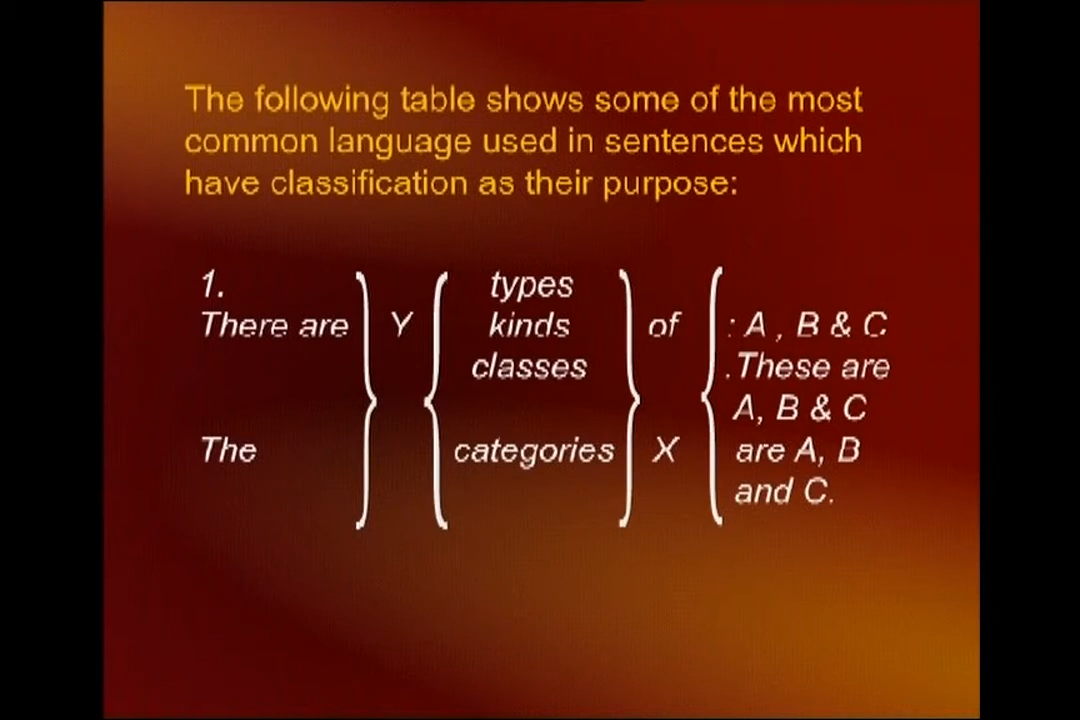 The following table shows some of the most
common language used in sentences which
have classification as their purpose:
1. types
There are Y kinds of : A , B & C
classes . These are
A, B & C
The categories X are A, B
and C.